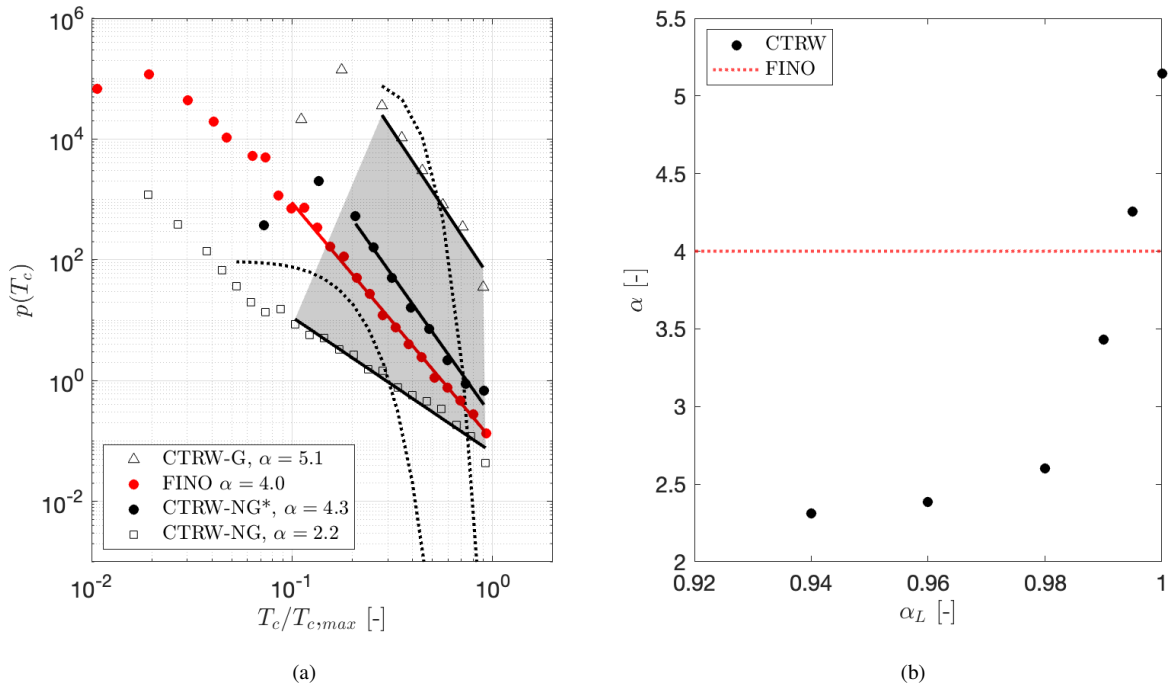 10^6
10^4
10^2
10^0
10^-2
p(T_c)
CTRW-G, α = 5.1
FINO α = 4.0
CTRW-NG*, α = 4.3
CTRW-NG, α = 2.2
10^-2
10^-1
10^0
T_c/T_c,max [-]
(a)
5.5
5
4.5
4
3.5
3
2.5
2
α [-]
CTRW
FINO
0.92
0.94
0.96
0.98
1
α_L [-]
(b)